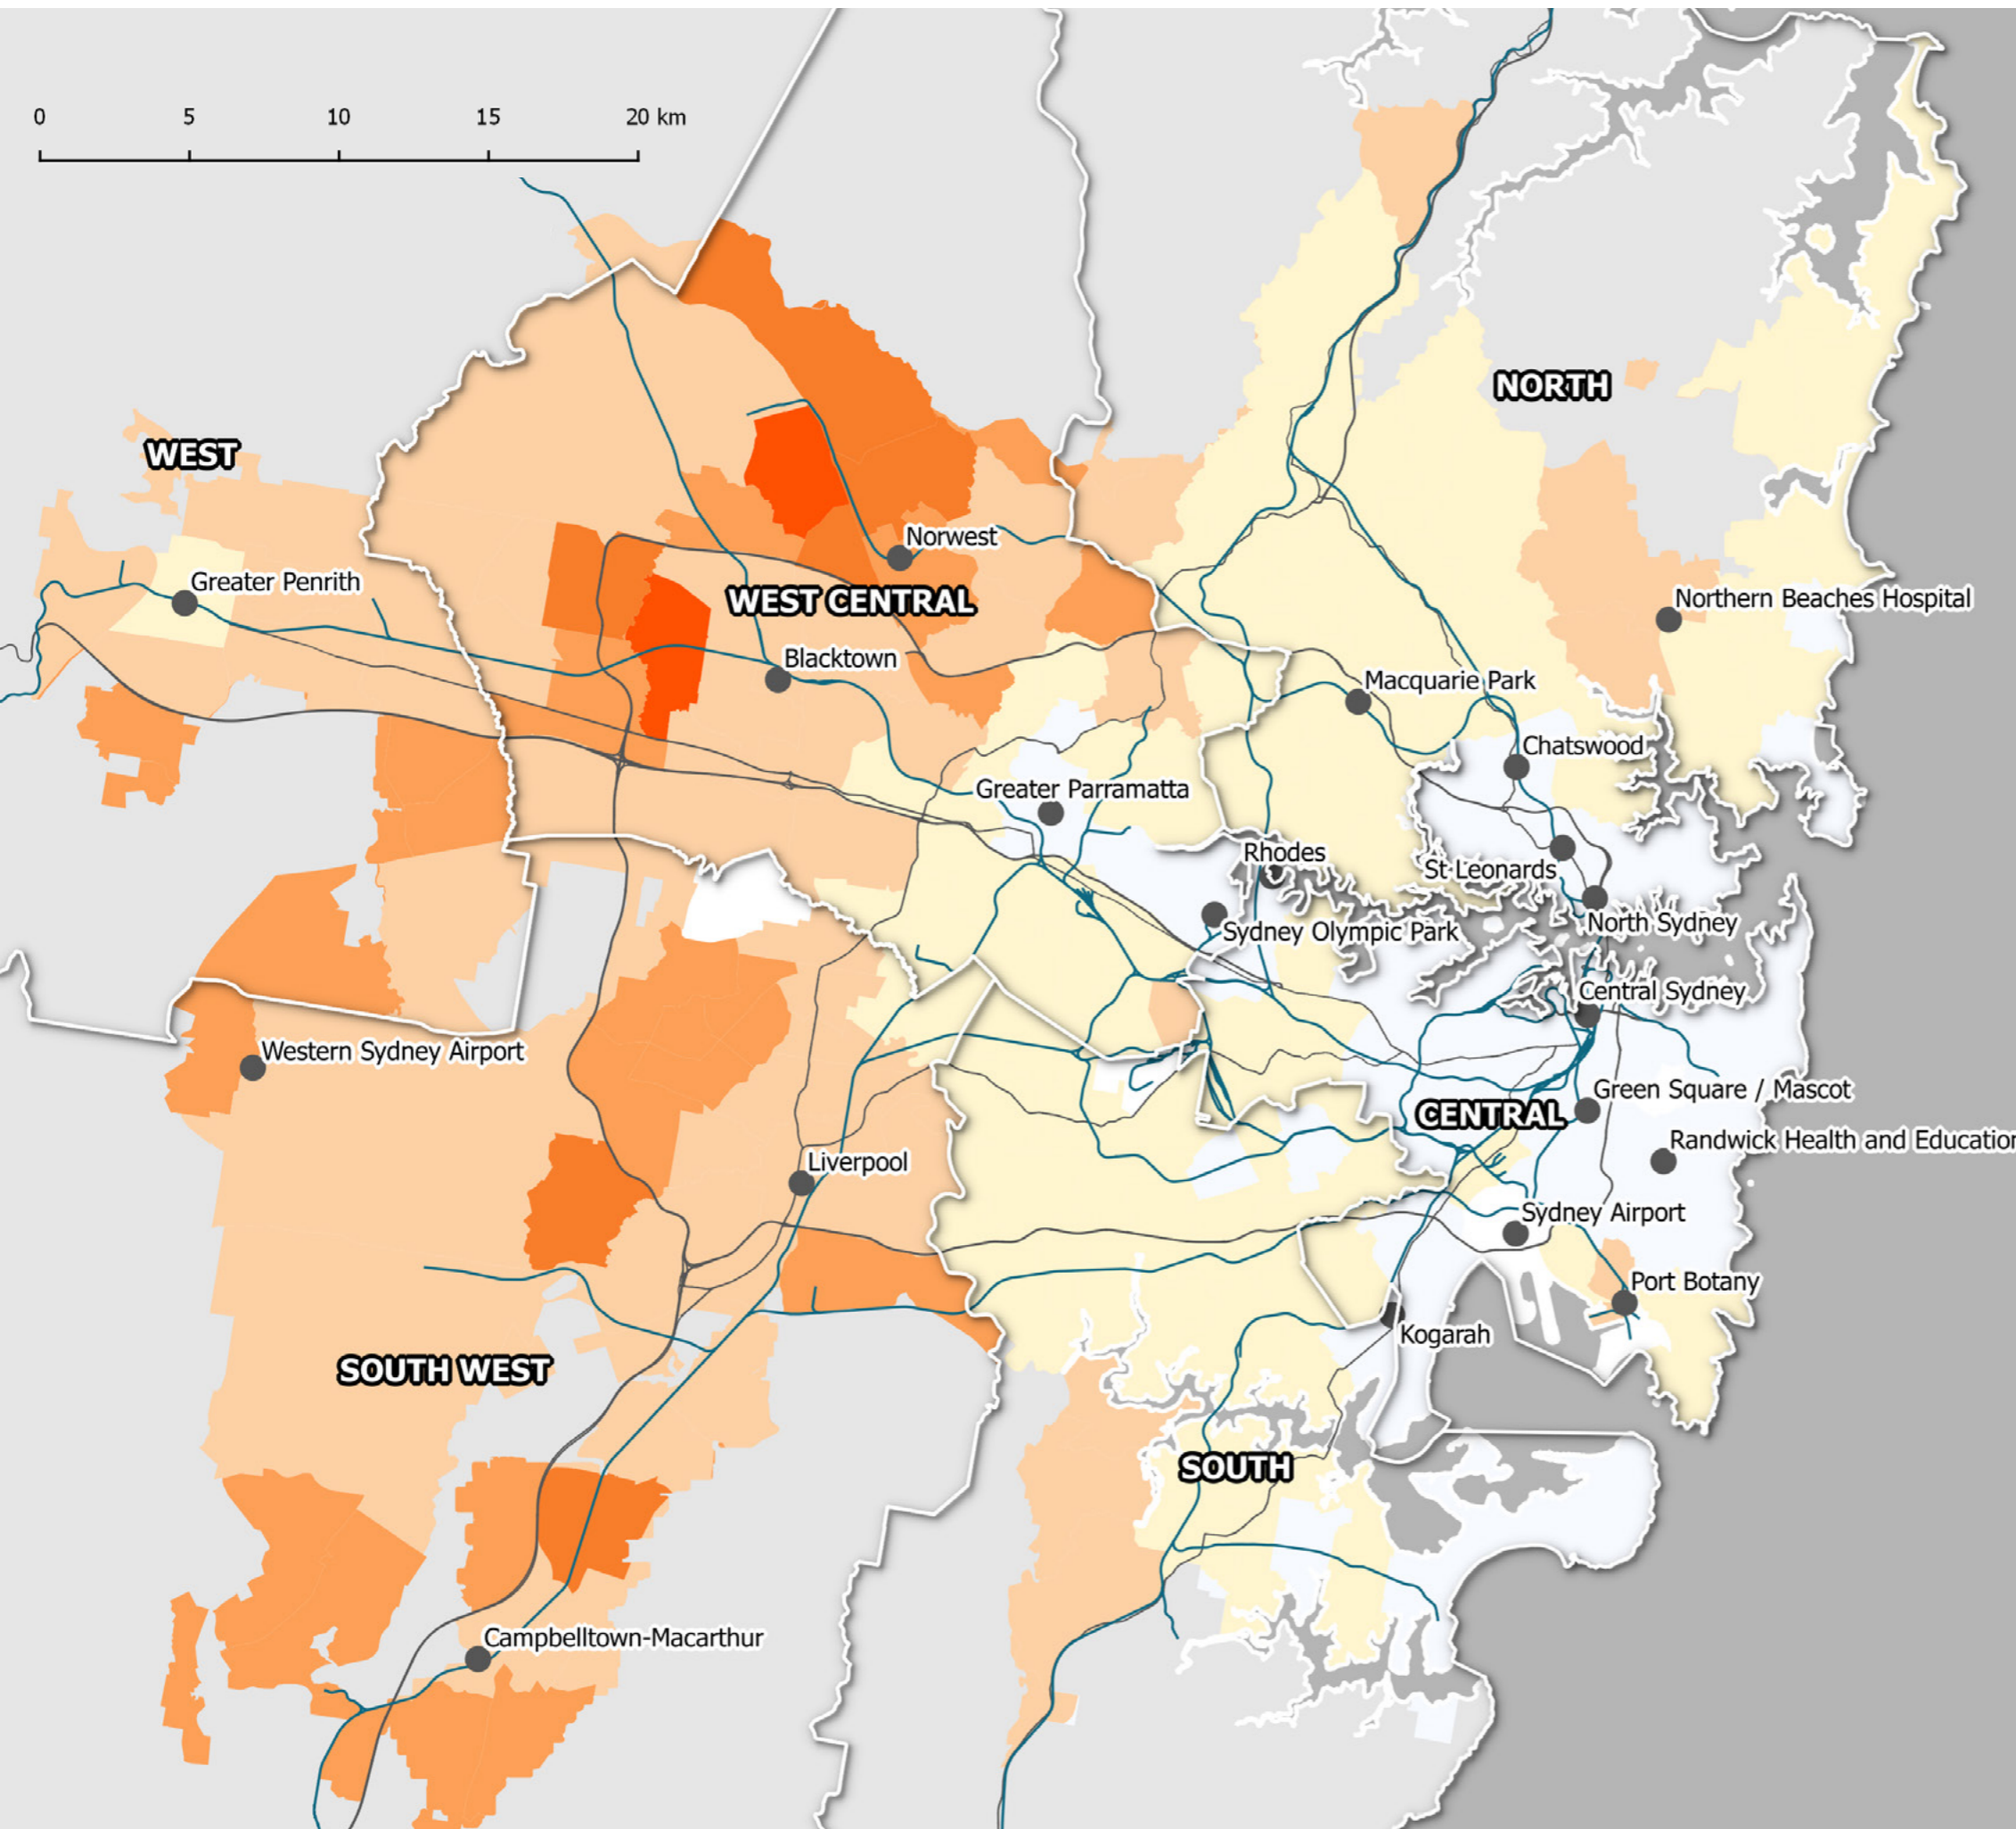 0 5 10 15 20 km
NORTH
WEST
Norwest
Greater Penrith
WEST CENTRAL
Northern Beaches Hospital
Blacktown
Macquarie Park
Chatswood
Greater Parramatta
Rhodes
St Leonards
North Sydney
Sydney Olympic Park
Central Sydney
Western Sydney Airport
Green Square / Mascot
CENTRAL
Randwick Health and Education
Liverpool
Sydney Airport
Port Botany
Kogarah
SOUTH WEST
SOUTH
Campbelltown-Macarthur